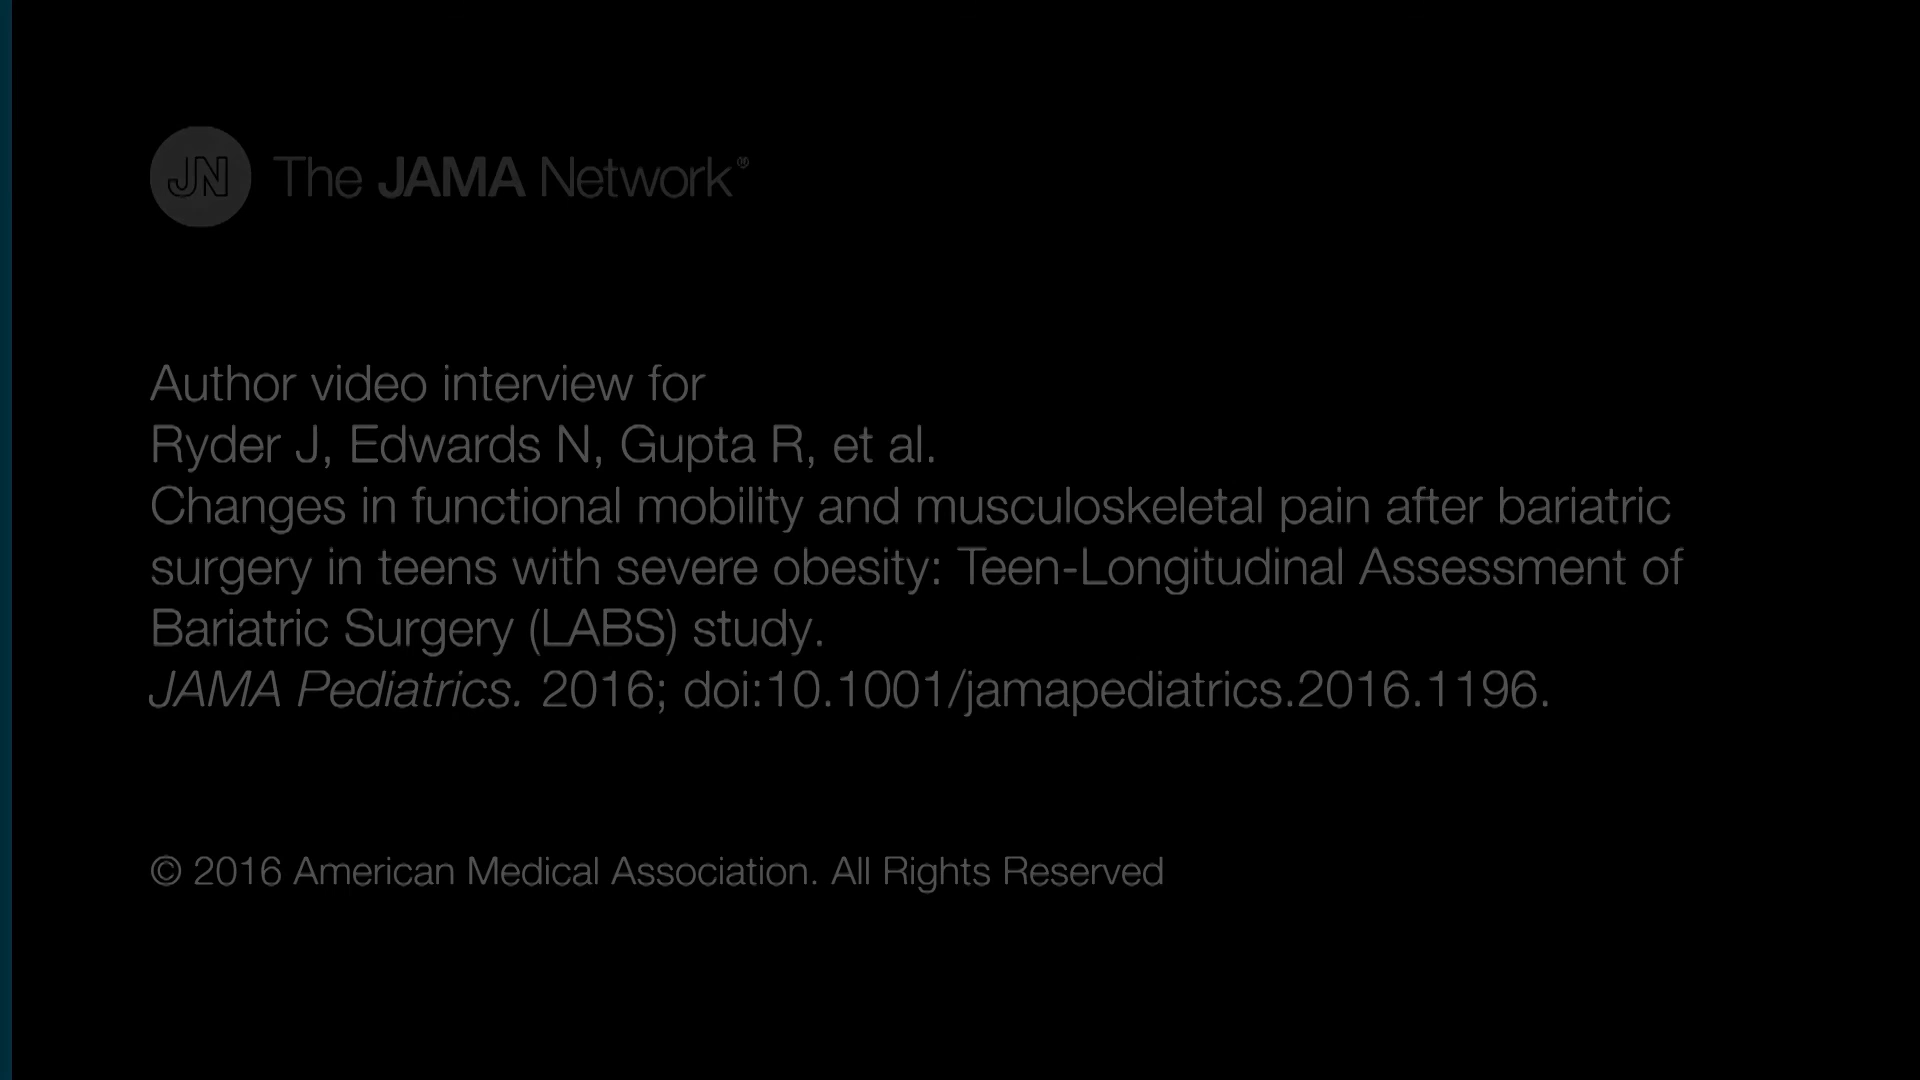 JN The JAMA Network®
Author video interview for
Ryder J, Edwards N, Gupta R, et al.
Changes in functional mobility and musculoskeletal pain after bariatric
surgery in teens with severe obesity: Teen-Longitudinal Assessment of
Bariatric Surgery (LABS) study.
JAMA Pediatrics. 2016; doi:10.1001/jamapediatrics.2016.1196.
© 2016 American Medical Association. All Rights Reserved